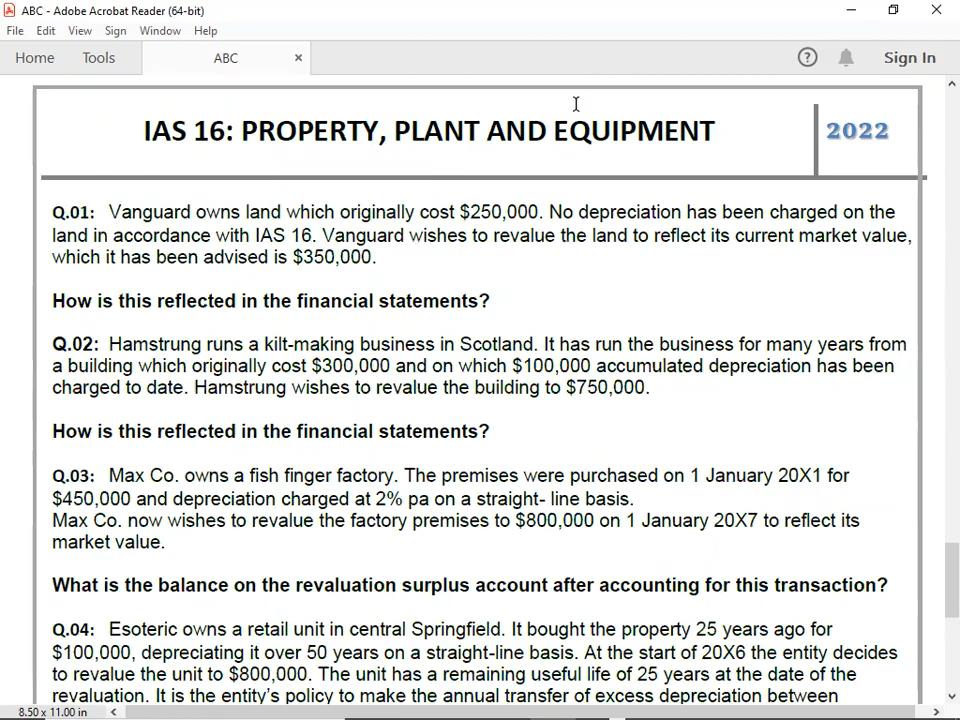 ABC - Adobe Acrobat Reader (64-bit)
File Edit View Sign Window Help
Home Tools ABC × ? Sign In
IAS 16: PROPERTY, PLANT AND EQUIPMENT 2022
Q.01: Vanguard owns land which originally cost $250,000. No depreciation has been charged on the
land in accordance with IAS 16. Vanguard wishes to revalue the land to reflect its current market value,
which it has been advised is $350,000.
How is this reflected in the financial statements?
Q.02: Hamstrung runs a kilt-making business in Scotland. It has run the business for many years from
a building which originally cost $300,000 and on which $100,000 accumulated depreciation has been
charged to date. Hamstrung wishes to revalue the building to $750,000.
How is this reflected in the financial statements?
Q.03: Max Co. owns a fish finger factory. The premises were purchased on 1 January 20X1 for
$450,000 and depreciation charged at 2% pa on a straight- line basis.
Max Co. now wishes to revalue the factory premises to $800,000 on 1 January 20X7 to reflect its
market value.
What is the balance on the revaluation surplus account after accounting for this transaction?
Q.04: Esoteric owns a retail unit in central Springfield. It bought the property 25 years ago for
$100,000, depreciating it over 50 years on a straight-line basis. At the start of 20X6 the entity decides
to revalue the unit to $800,000. The unit has a remaining useful life of 25 years at the date of the
revaluation. It is the entity's policy to make the annual transfer of excess depreciation between
8.50 x 11.00 in